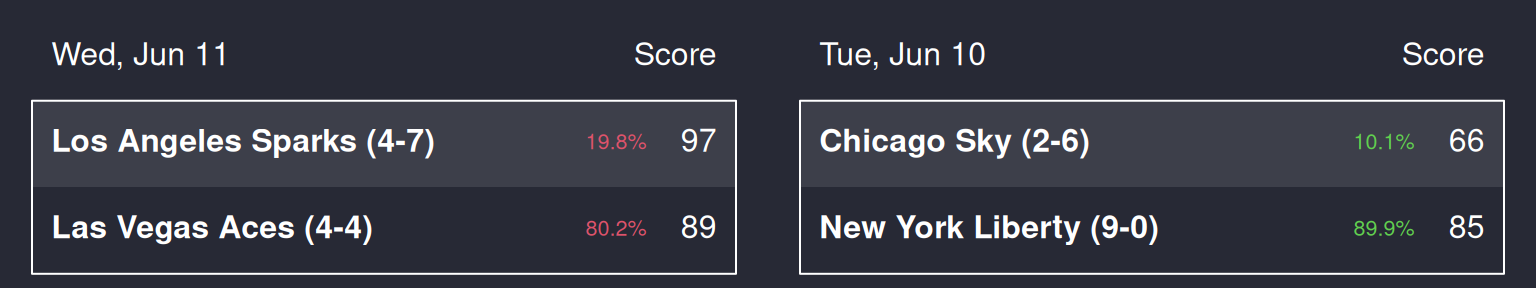 Wed, Jun 11 Score
Los Angeles Sparks (4-7) 19.8% 97
Las Vegas Aces (4-4) 80.2% 89
Tue, Jun 10 Score
Chicago Sky (2-6) 10.1% 66
New York Liberty (9-0) 89.9% 85